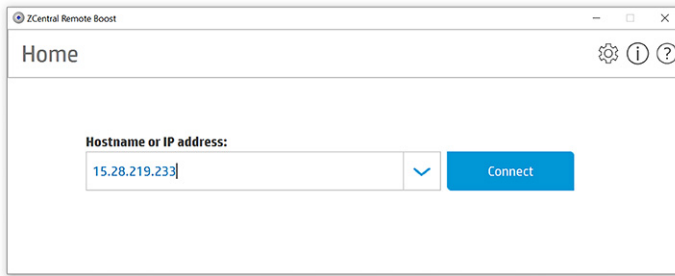 ZCentral Remote Boost
Home
Hostname or IP address:
15.28.219.233
Connect